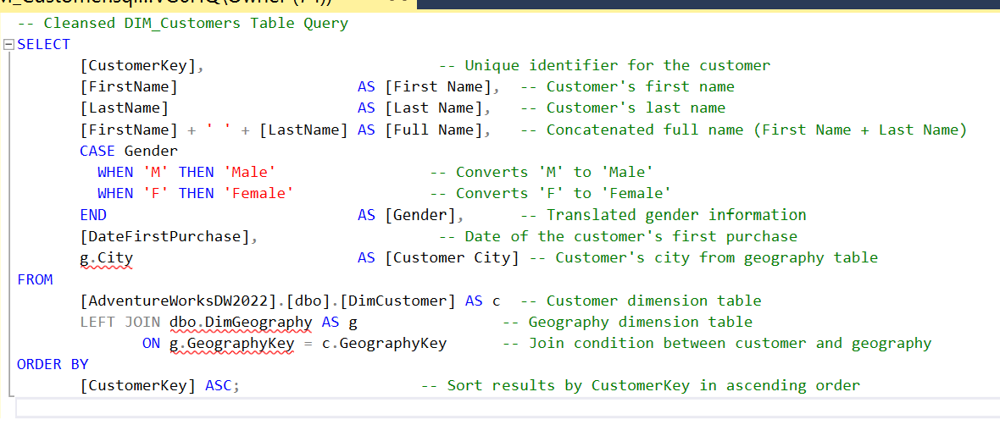 -- Cleansed DIM_Customers Table Query
SELECT
[CustomerKey], -- Unique identifier for the customer
[FirstName] AS [First Name], -- Customer's first name
[LastName] AS [Last Name], -- Customer's last name
[FirstName] + ' ' + [LastName] AS [Full Name], -- Concatenated full name (First Name + Last Name)
CASE Gender
WHEN 'M' THEN 'Male' -- Converts 'M' to 'Male'
WHEN 'F' THEN 'Female' -- Converts 'F' to 'Female'
END AS [Gender], -- Translated gender information
[DateFirstPurchase], -- Date of the customer's first purchase
g.City AS [Customer City] -- Customer's city from geography table
FROM
[AdventureWorksDW2022].[dbo].[DimCustomer] AS c -- Customer dimension table
LEFT JOIN dbo.DimGeography AS g -- Geography dimension table
ON g.GeographyKey = c.GeographyKey -- Join condition between customer and geography
ORDER BY
[CustomerKey] ASC; -- Sort results by CustomerKey in ascending order